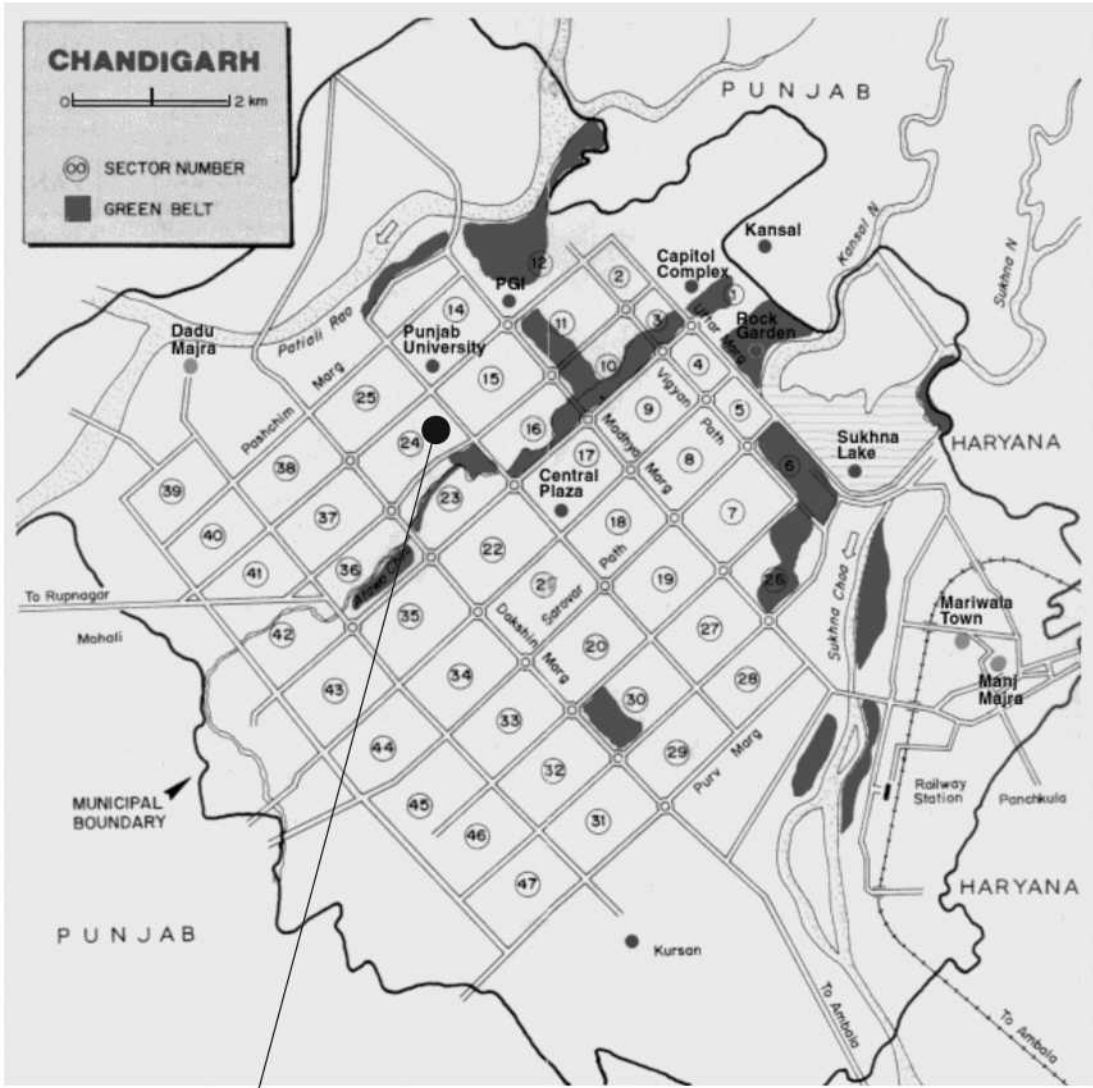 CHANDIGARH
0 2 km
00 SECTOR NUMBER
GREEN BELT
PUNJAB
Kansal
Kansal N
Sukhna N
Capitol
Complex
12
2
1
PGI
Uttar Marg
Rock
Garden
14
11
3
Patiali Rao
Dadu
Majra
Punjab
University
4
10
15
Vigyan Path
Pashchim Marg
25
9
5
HARYANA
24
16
Madhya Marg
17
8
Sukhna
Lake
38
6
39
23
Central
Plaza
37
18
7
40
22
Path
36
41
21
19
26
To Rupnagar
35
Sarovar
Sukhna Choo
Mariwala
Town
Mohali
42
Dakshin Marg
20
27
34
Manj
Majra
43
33
30
28
44
32
29
Purv Marg
MUNICIPAL
BOUNDARY
45
31
Railway
Station
Panchkula
46
47
HARYANA
PUNJAB
Kursan
To Ambala
To Ambala